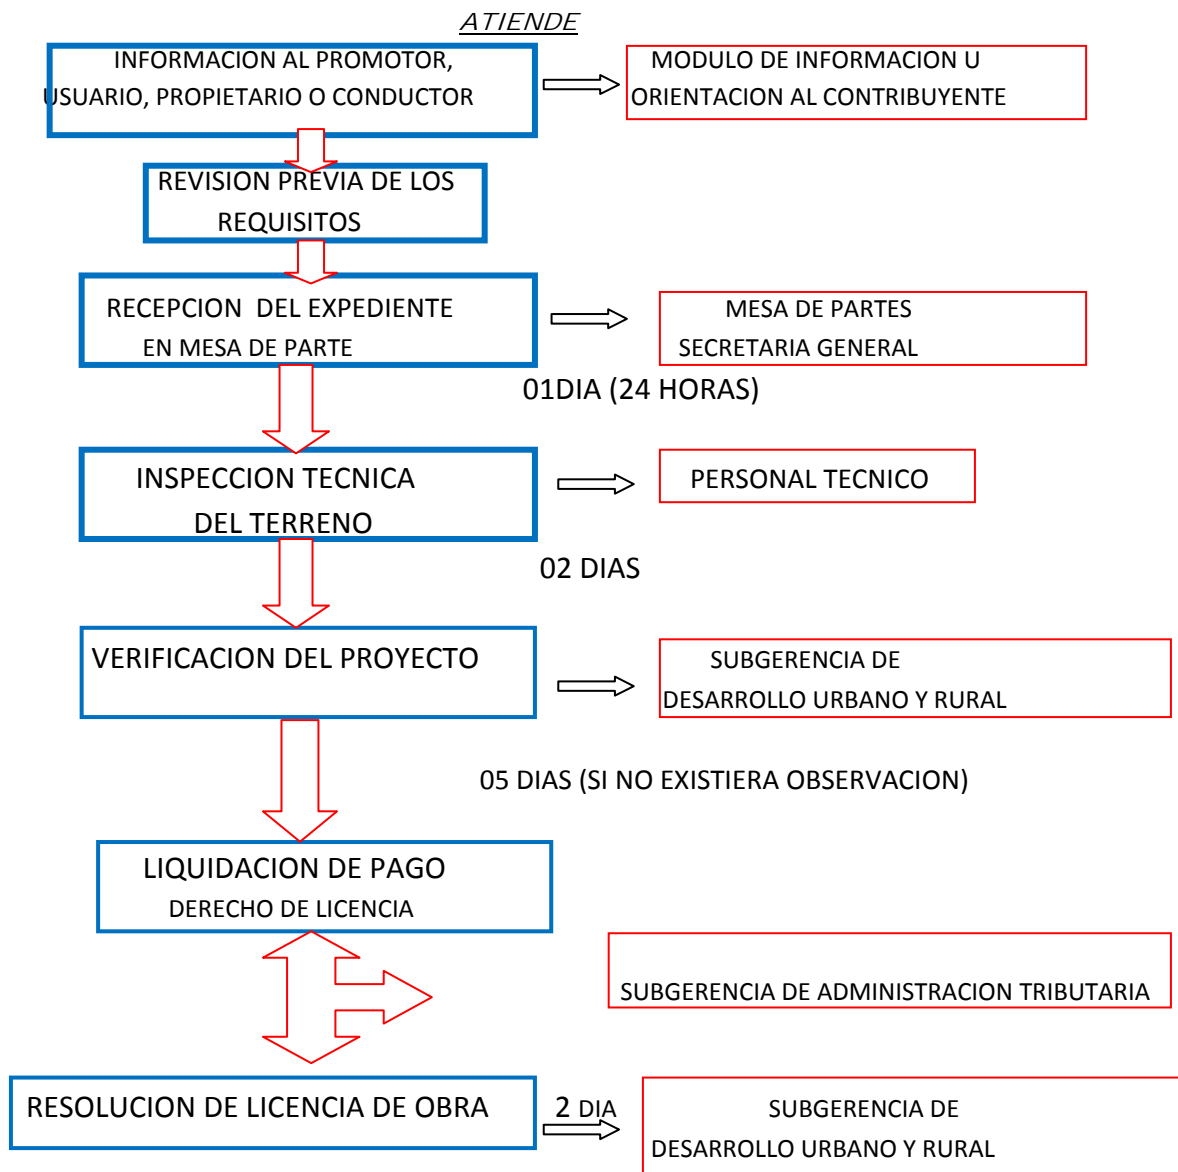 ATIENDE
INFORMACION AL PROMOTOR,
USUARIO, PROPIETARIO O CONDUCTOR
MODULO DE INFORMACION U
ORIENTACION AL CONTRIBUYENTE
REVISION PREVIA DE LOS
REQUISITOS
RECEPCION DEL EXPEDIENTE
EN MESA DE PARTE
MESA DE PARTES
SECRETARIA GENERAL
01DIA (24 HORAS)
INSPECCION TECNICA
DEL TERRENO
PERSONAL TECNICO
02 DIAS
VERIFICACION DEL PROYECTO
SUBGERENCIA DE
DESARROLLO URBANO Y RURAL
05 DIAS (SI NO EXISTIERA OBSERVACION)
LIQUIDACION DE PAGO
DERECHO DE LICENCIA
SUBGERENCIA DE ADMINISTRACION TRIBUTARIA
RESOLUCION DE LICENCIA DE OBRA
2 DIA
SUBGERENCIA DE
DESARROLLO URBANO Y RURAL